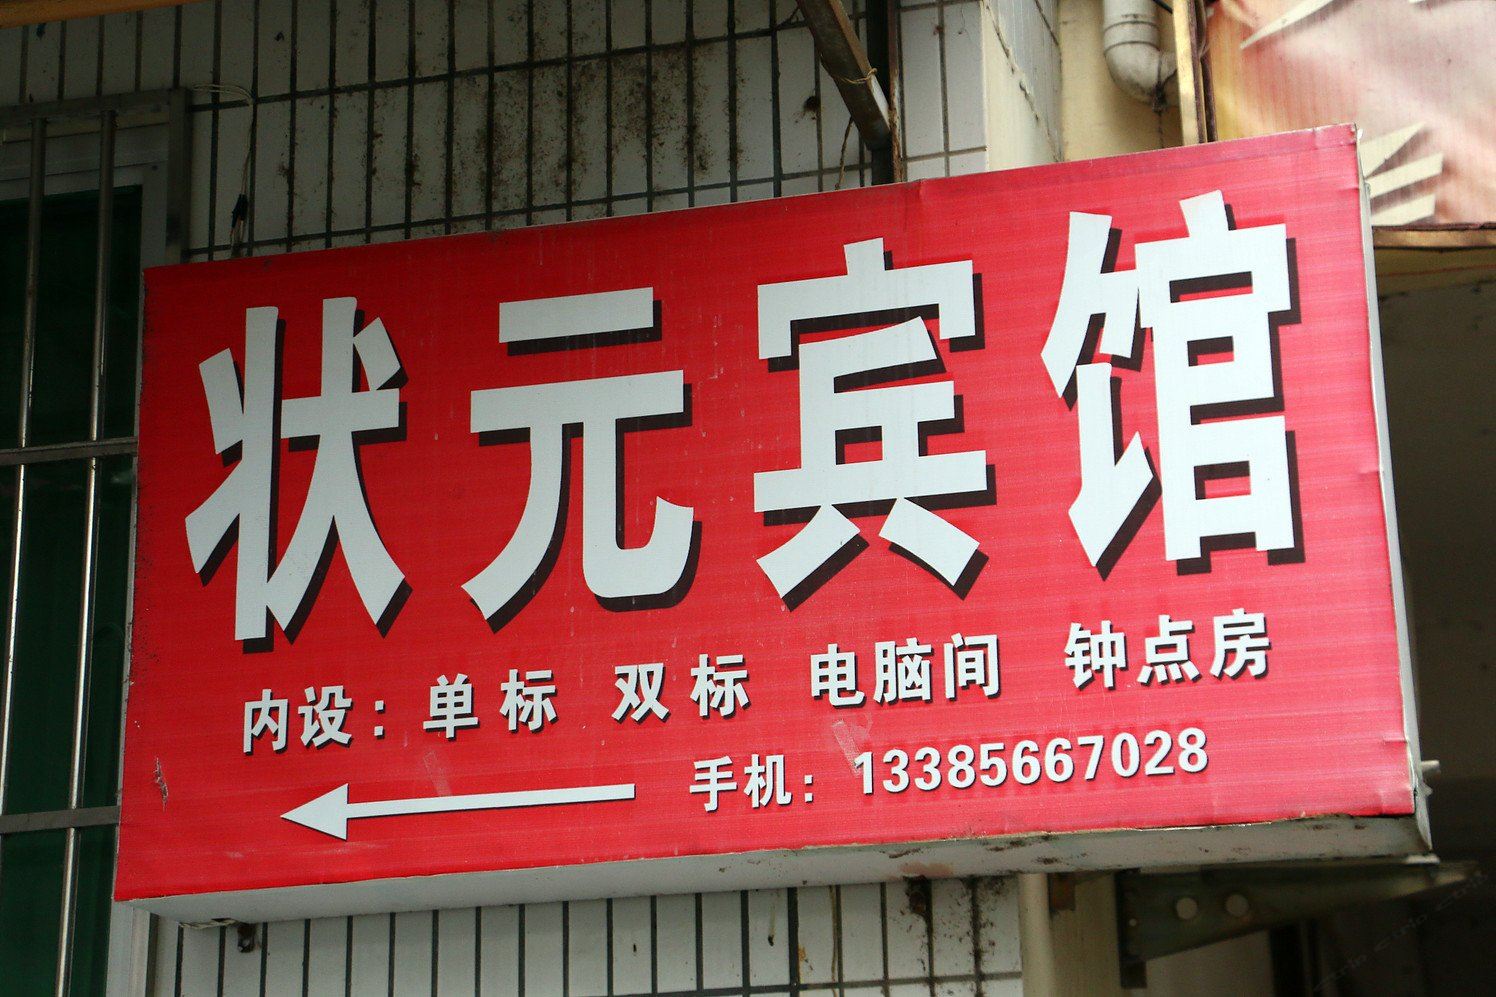 状元宾馆
内设：单标 双标 电脑间 钟点房
手机：13385667028